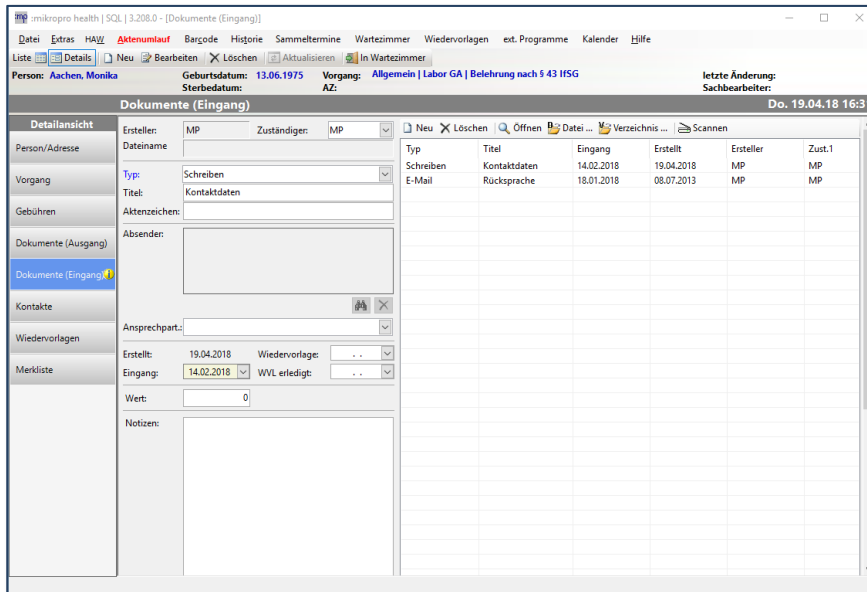 :mp :mikropro health | SQL | 3.208.0 - [Dokumente (Eingang)]
Datei Extras HAW Aktenumlauf Barcode Historie Sammeltermine Wartezimmer Wiedervorlagen ext. Programme Kalender Hilfe
Liste Details Neu Bearbeiten Löschen Aktualisieren In Wartezimmer
Person: Aachen, Monika Geburtsdatum: 13.06.1975 Vorgang: Allgemein | Labor GA | Belehrung nach § 43 IfSG letzte Änderung:
Sterbedatum: AZ: Sachbearbeiter:
Dokumente (Eingang) Do. 19.04.18 16:3
Detailansicht
Person/Adresse
Vorgang
Gebühren
Dokumente (Ausgang)
Dokumente (Eingang)
Kontakte
Wiedervorlagen
Merkliste
Ersteller: MP Zuständiger: MP
Dateiname
Typ: Schreiben
Titel: Kontaktdaten
Aktenzeichen:
Absender:
Ansprechpart.:
Erstellt: 19.04.2018 Wiedervorlage: . .
Eingang: 14.02.2018 WVL erledigt: . .
Wert: 0
Notizen:
Neu Löschen Öffnen Datei ... Verzeichnis ... Scannen
Typ Titel Eingang Erstellt Ersteller Zust.1
Schreiben Kontaktdaten 14.02.2018 19.04.2018 MP MP
E-Mail Rücksprache 18.01.2018 08.07.2013 MP MP